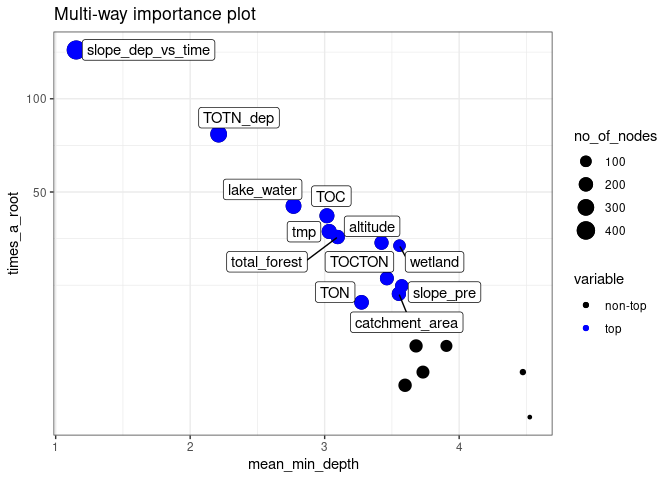 Multi-way importance plot
slope_dep_vs_time
100
TOTN_dep
no_of_nodes
100
200
300
400
lake_water
50
TOC
altitude
tmp
total_forest
TOCTON
wetland
TON
slope_pre
catchment_area
times_a_root
variable
non-top
top
1
2
3
4
mean_min_depth